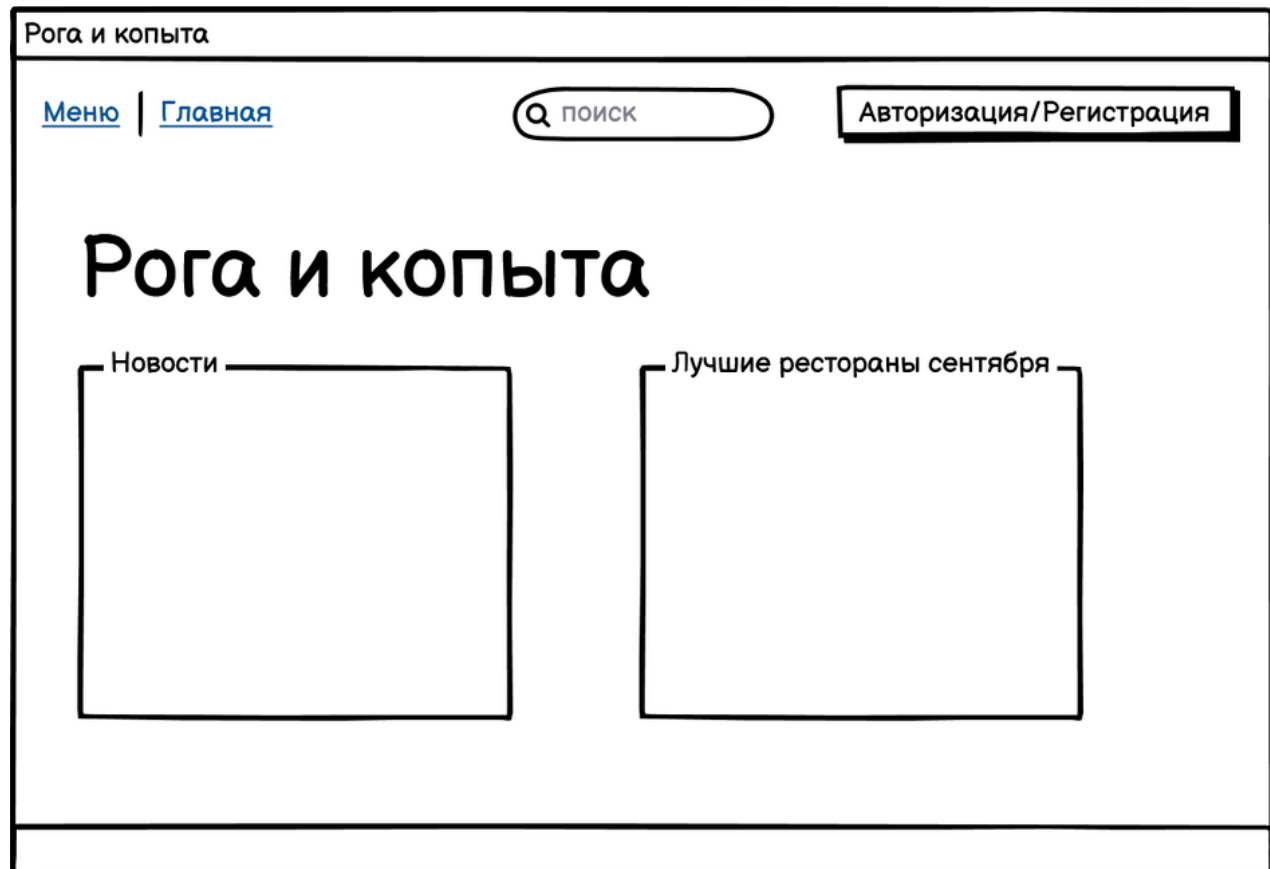 Рога и копыта
Меню | Главная
поиск
Авторизация/Регистрация
Рога и копыта
Новости
Лучшие рестораны сентября